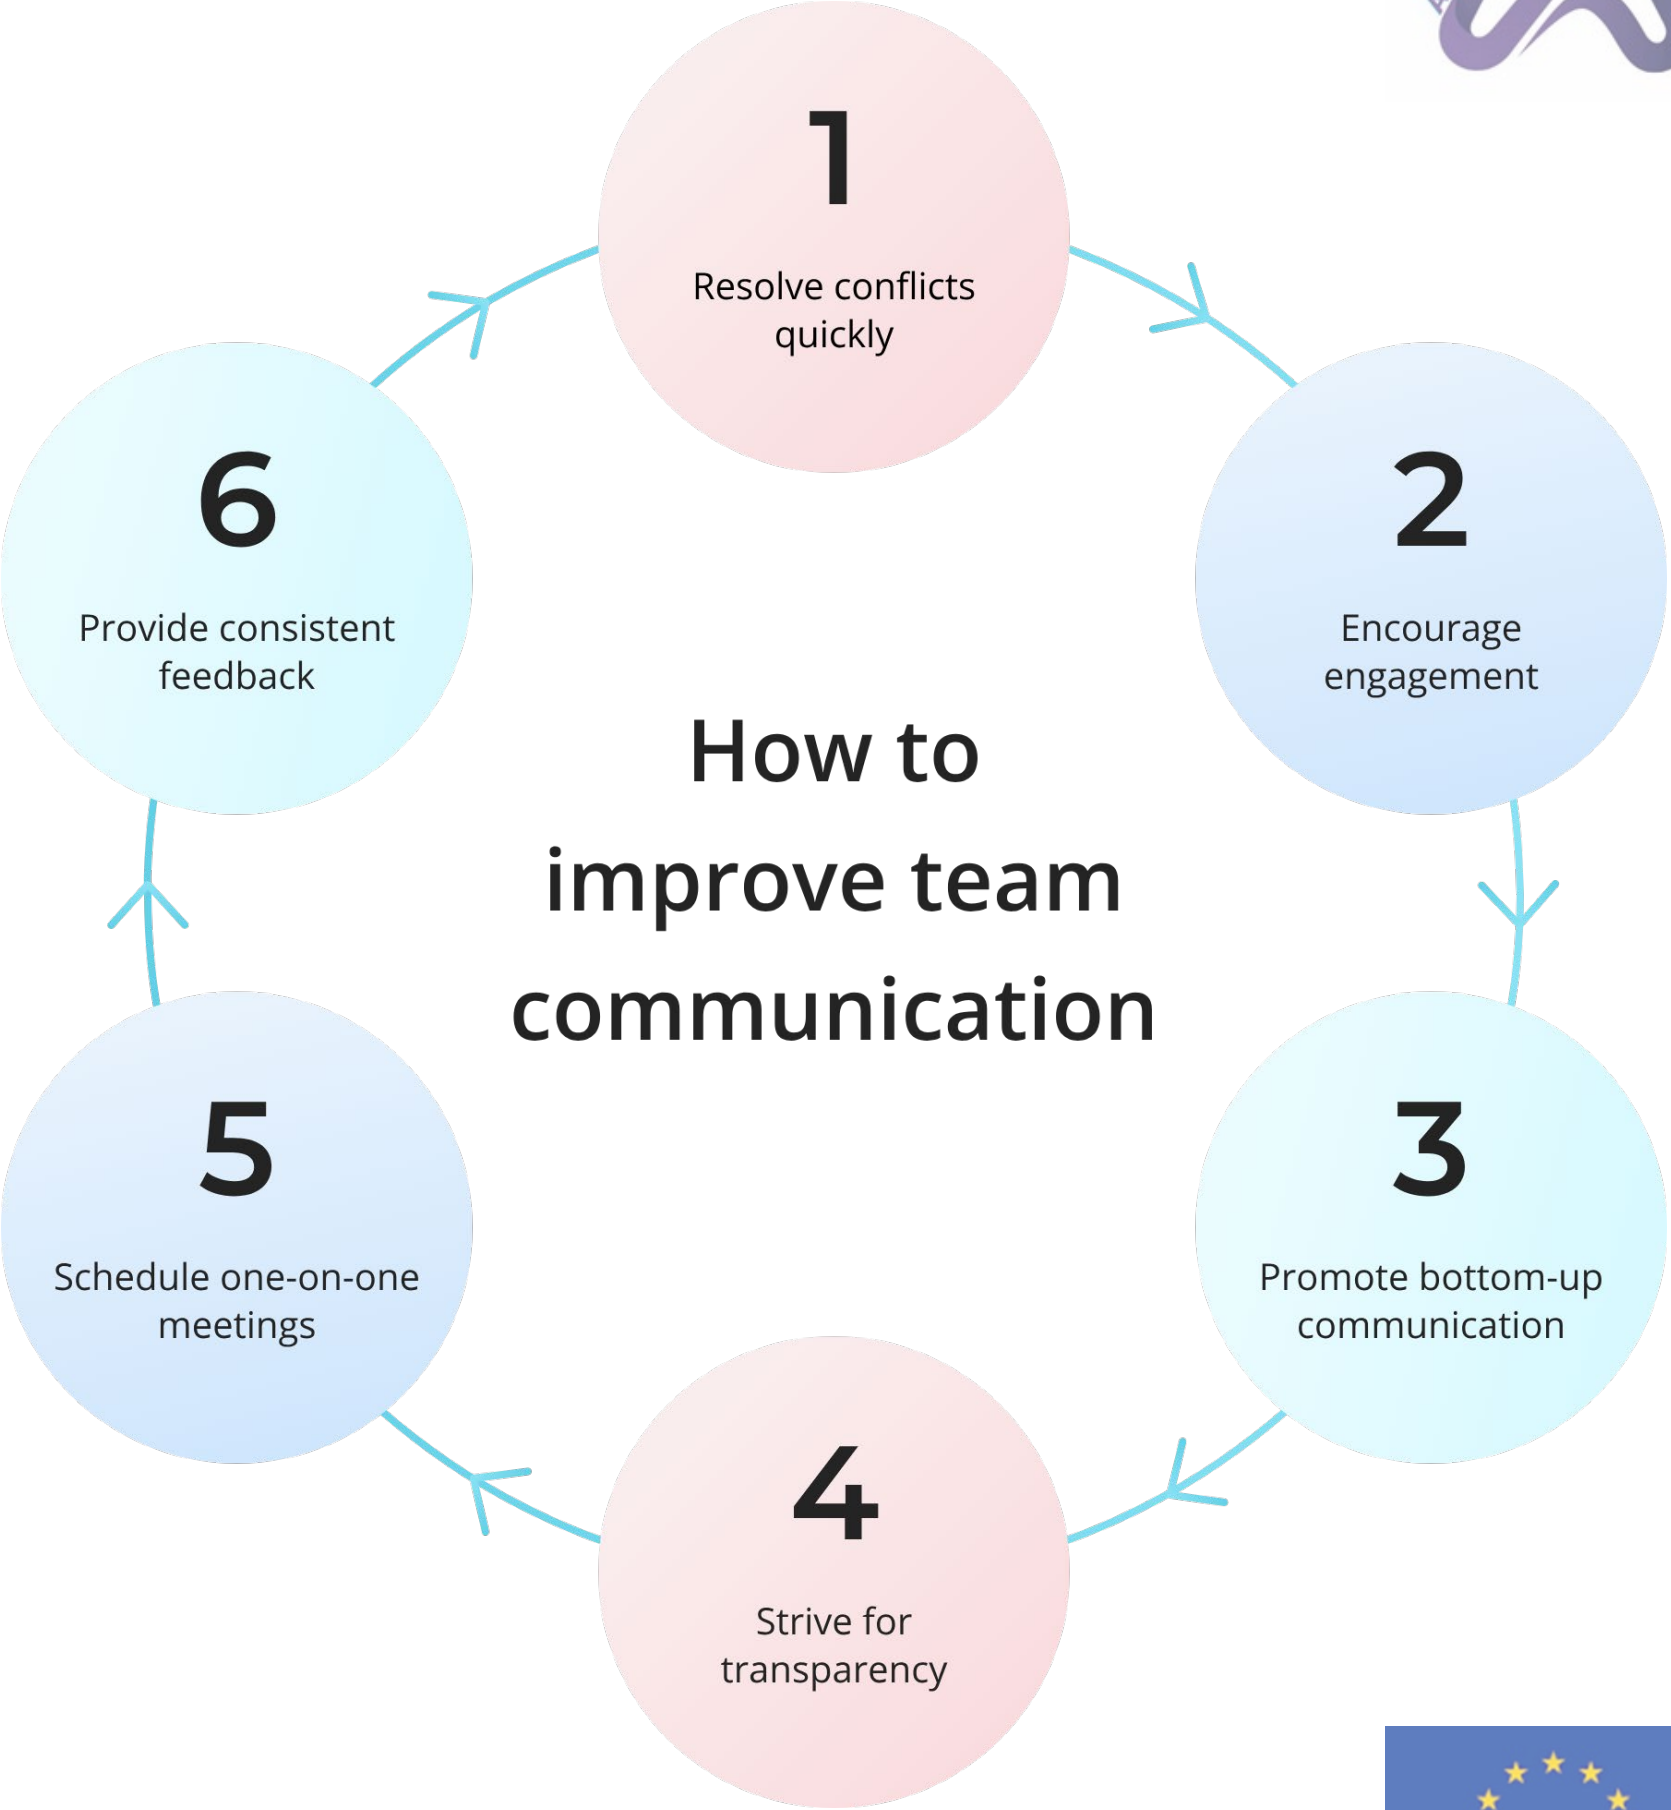 1
Resolve conflicts
quickly
2
Encourage
engagement
3
Promote bottom-up
communication
4
Strive for
transparency
5
Schedule one-on-one
meetings
6
Provide consistent
feedback
How to
improve team
communication